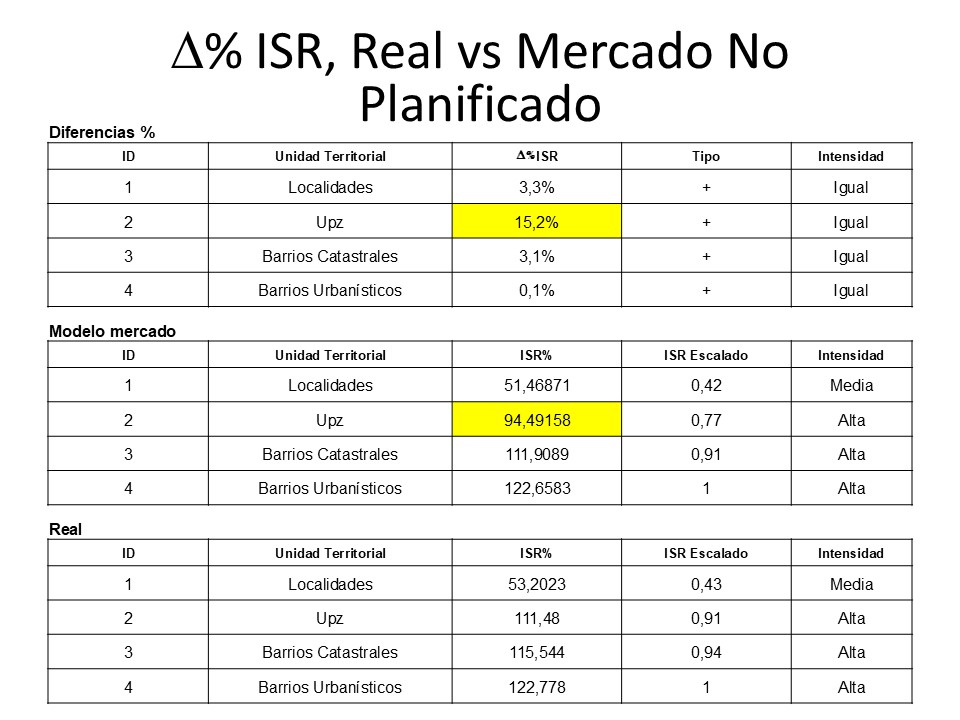 Δ% ISR, Real vs Mercado No
Planificado
Diferencias %
ID Unidad Territorial Δ%ISR Tipo Intensidad
1 Localidades 3,3% + Igual
2 Upz 15,2% + Igual
3 Barrios Catastrales 3,1% + Igual
4 Barrios Urbanísticos 0,1% + Igual
Modelo mercado
ID Unidad Territorial ISR% ISR Escalado Intensidad
1 Localidades 51,46871 0,42 Media
2 Upz 94,49158 0,77 Alta
3 Barrios Catastrales 111,9089 0,91 Alta
4 Barrios Urbanísticos 122,6583 1 Alta
Real
ID Unidad Territorial ISR% ISR Escalado Intensidad
1 Localidades 53,2023 0,43 Media
2 Upz 111,48 0,91 Alta
3 Barrios Catastrales 115,544 0,94 Alta
4 Barrios Urbanísticos 122,778 1 Alta